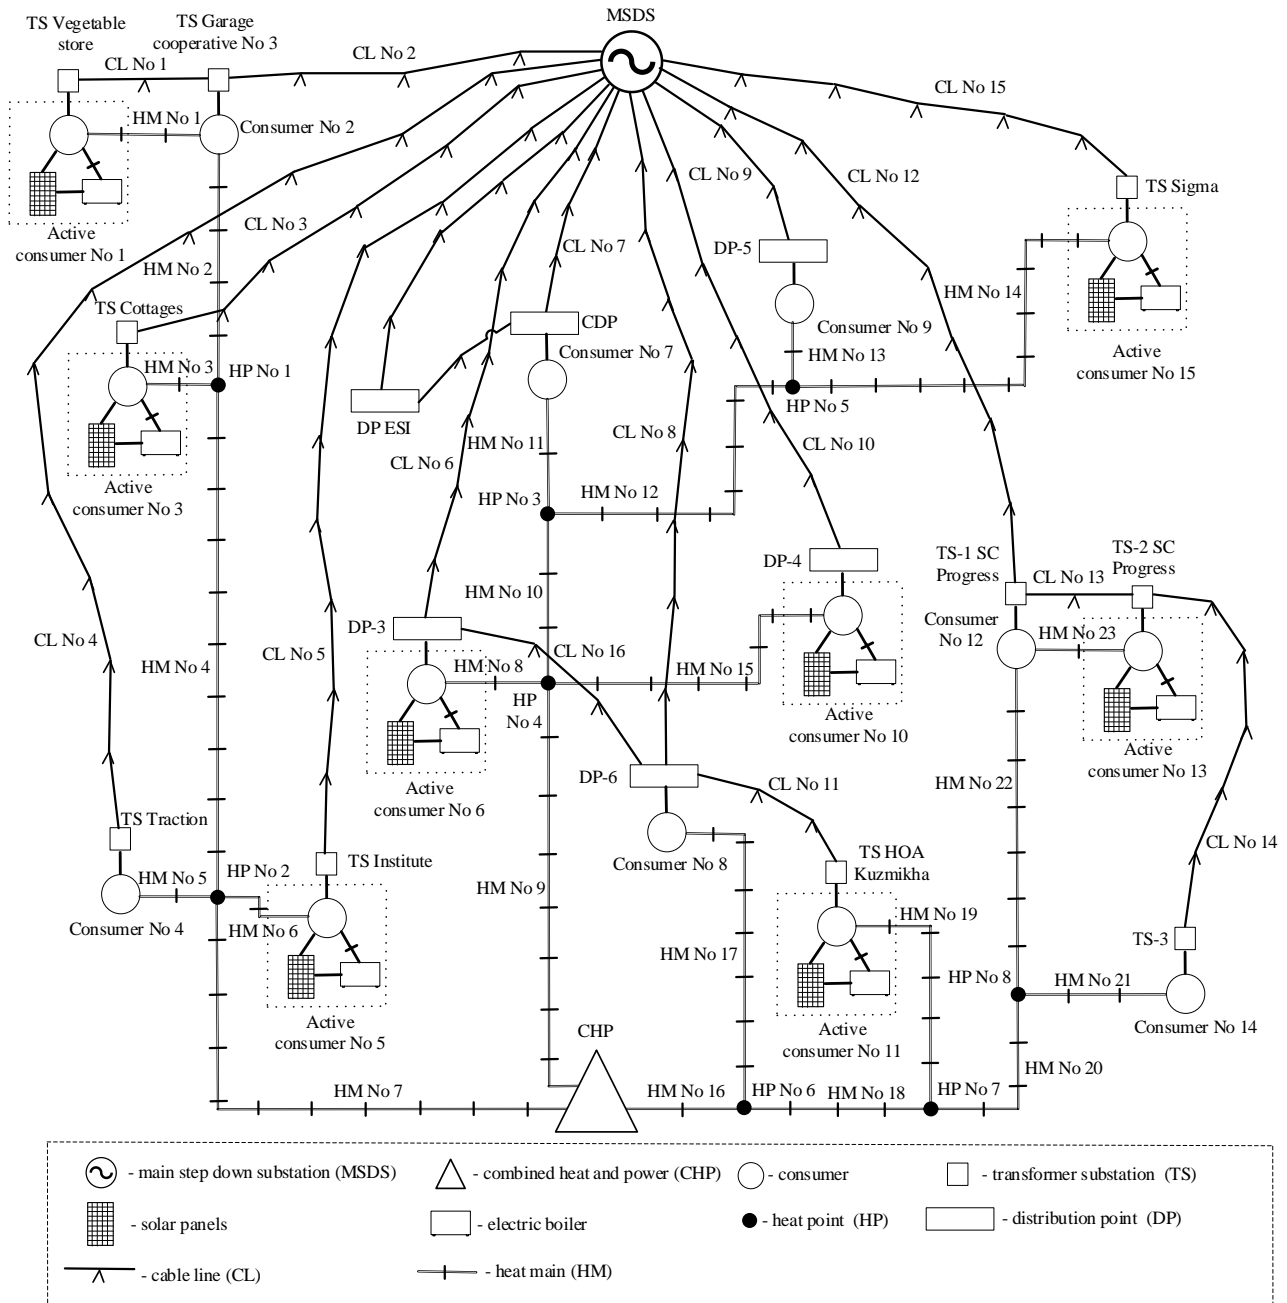 MSDS
TS Vegetable
store
TS Garage
cooperative No 3
CL No 1
CL No 2
CL No 15
HM No 1
Consumer No 2
CL No 9
CL No 12
TS Sigma
Active
consumer No 1
CL No 3
CL No 7
DP-5
HM No 2
HM No 14
TS Cottages
CDP
Consumer No 9
Consumer No 7
HM No 13
Active
consumer No 15
HM No 3
HP No 1
DP ESI
HP No 5
HM No 11
CL No 8
CL No 10
CL No 6
Active
consumer No 3
HP No 3
HM No 12
DP-4
TS-1 SC
Progress
TS-2 SC
Progress
CL No 13
HM No 10
DP-3
Consumer
No 12
HM No 23
CL No 4
CL No 5
CL No 16
HM No 4
HM No 8
HM No 15
HP
No 4
Active
consumer No 10
Active
consumer No 13
DP-6
CL No 11
HM No 22
Active
consumer No 6
TS Traction
TS Institute
Consumer No 8
TS HOA
Kuzmikha
CL No 14
HM No 5
HP No 2
HM No 9
Consumer No 4
HM No 6
HM No 19
HM No 17
TS-3
HP No 8
HM No 21
Active
consumer No 5
CHP
Active
consumer No 11
Consumer No 14
HM No 20
HM No 7
HM No 16
HP No 6
HM No 18
HP No 7
- main step down substation (MSDS)
- combined heat and power (CHP)
- consumer
- transformer substation (TS)
- solar panels
- electric boiler
- heat point (HP)
- distribution point (DP)
- cable line (CL)
- heat main (HM)